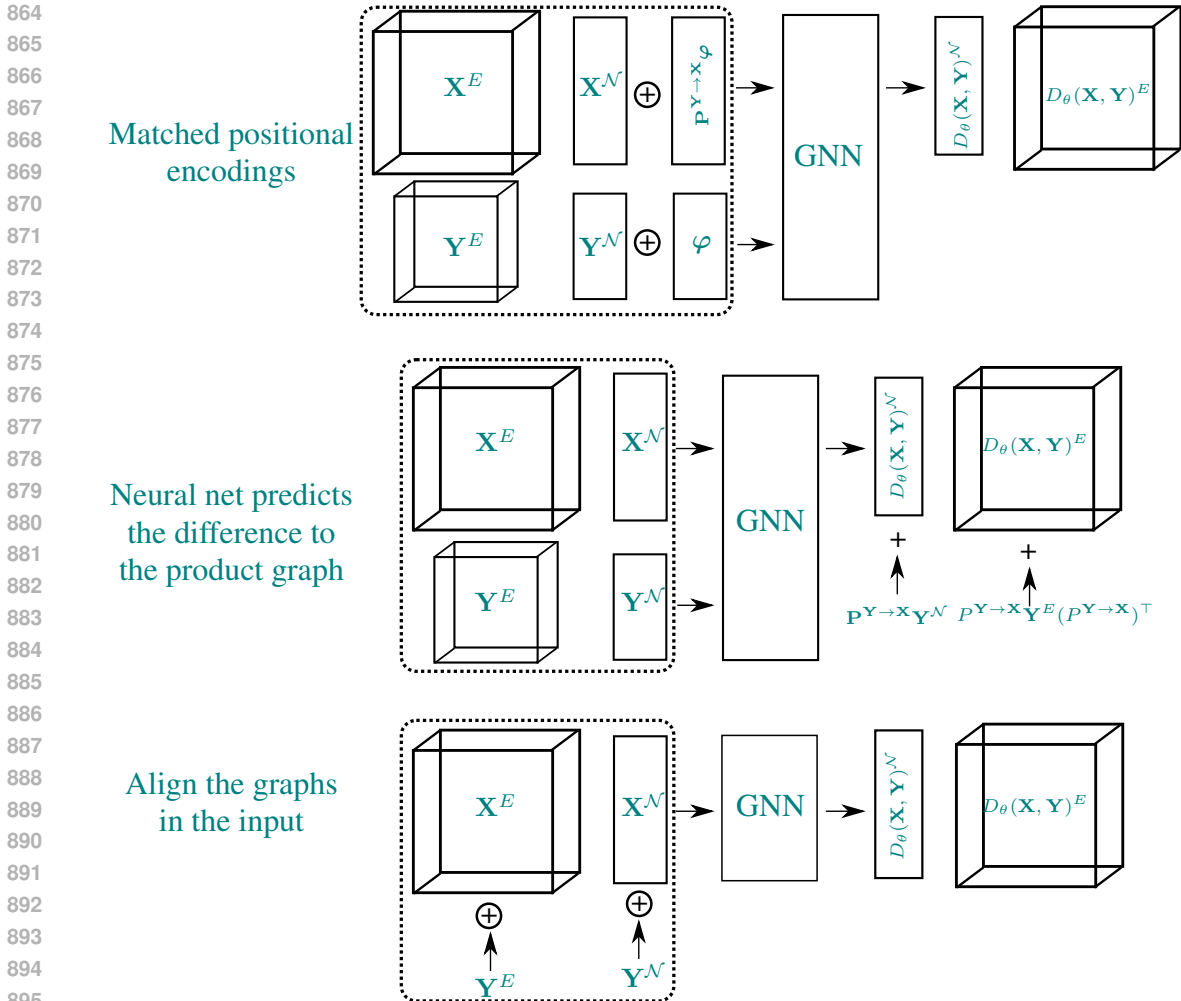 864
865
866
867
868
869
870
871
872
873
874
875
876
877
878
879
880
881
882
883
884
885
886
887
888
889
890
891
892
893
894
895
Matched positional
encodings
X^E
X^𝒩
⊕
P^{Y→X}φ
Y^E
Y^𝒩
⊕
φ
GNN
D_θ(X, Y)^𝒩
D_θ(X, Y)^E
Neural net predicts
the difference to
the product graph
X^E
X^𝒩
Y^E
Y^𝒩
GNN
D_θ(X, Y)^𝒩
D_θ(X, Y)^E
+
+
P^{Y→X}Y^𝒩
P^{Y→X}Y^E(P^{Y→X})^⊤
Align the graphs
in the input
X^E
X^𝒩
⊕
⊕
Y^E
Y^𝒩
GNN
D_θ(X, Y)^𝒩
D_θ(X, Y)^E